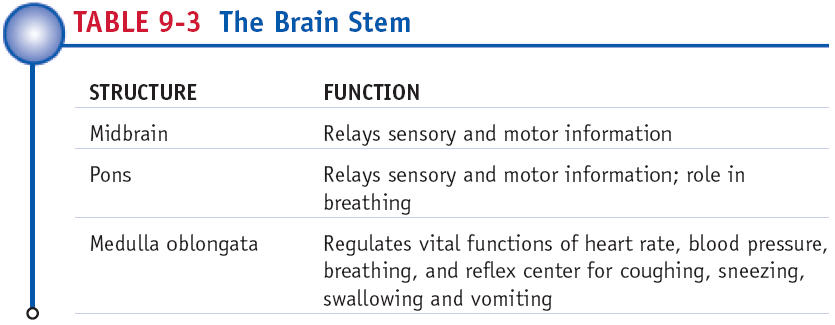 TABLE 9-3 The Brain Stem
STRUCTURE FUNCTION
Midbrain Relays sensory and motor information
Pons Relays sensory and motor information; role in
breathing
Medulla oblongata Regulates vital functions of heart rate, blood pressure,
breathing, and reflex center for coughing, sneezing,
swallowing and vomiting